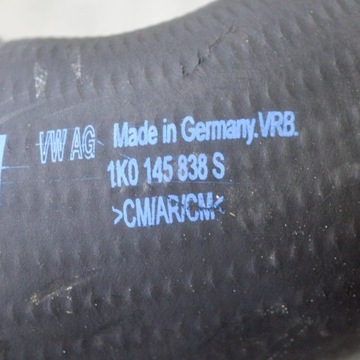 VW AG Made in Germany.VRB.
1K0 145 838 S
>CM/AR/CM<